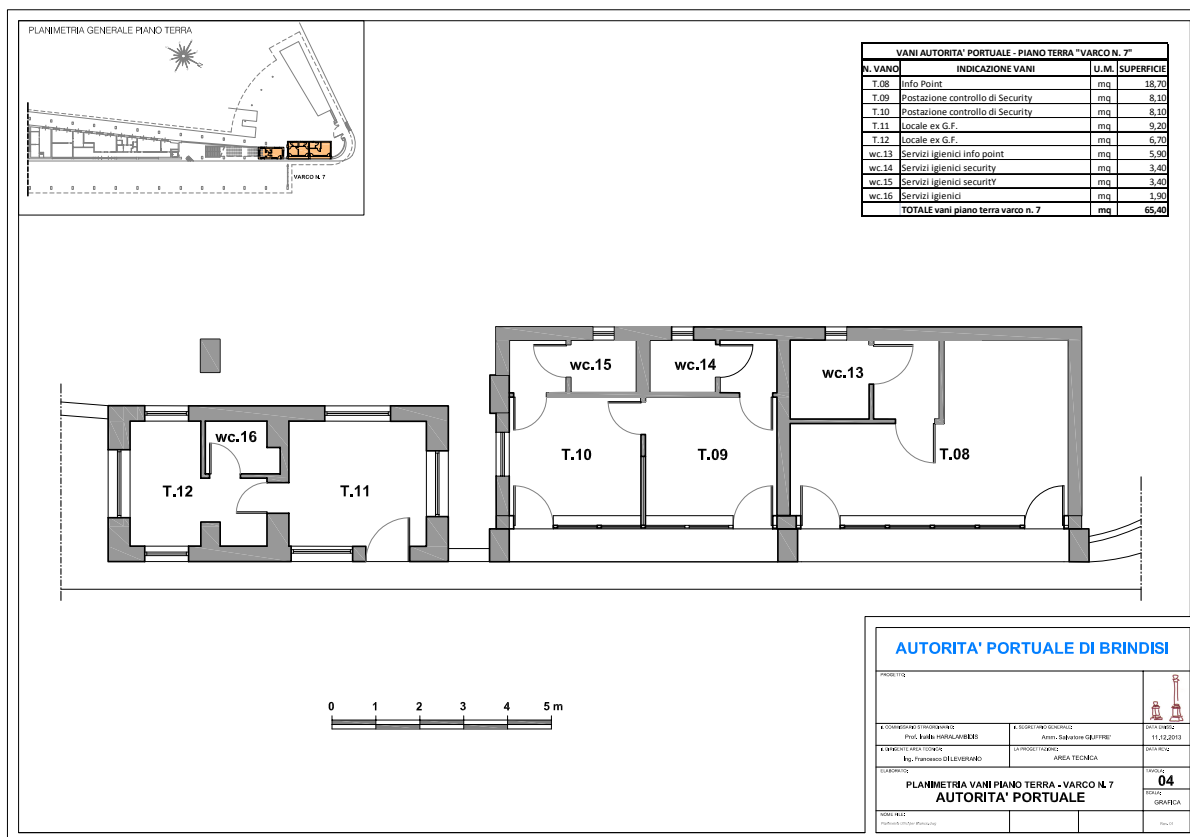 PLANIMETRIA GENERALE PIANO TERRA
VARCO N. 7
VANI AUTORITA' PORTUALE - PIANO TERRA "VARCO N. 7"
N. VANO INDICAZIONE VANI U.M. SUPERFICIE
T.08 Info Point mq 18,70
T.09 Postazione controllo di Security mq 8,10
T.10 Postazione controllo di Security mq 8,10
T.11 Locale ex G.F. mq 9,20
T.12 Locale ex G.F. mq 6,70
wc.13 Servizi igienici info point mq 5,90
wc.14 Servizi igienici security mq 3,40
wc.15 Servizi igienici securitY mq 3,40
wc.16 Servizi igienici mq 1,90
TOTALE vani piano terra varco n. 7 mq 65,40
wc.15
wc.14
wc.13
wc.16
T.10
T.09
T.08
T.12
T.11
0 1 2 3 4 5 m
AUTORITA' PORTUALE DI BRINDISI
PROGETTO:
IL COMMISSARIO STRAORDINARIO:
Prof. Iraklis HARALAMBIDIS
IL SEGRETARIO GENERALE:
Amm. Salvatore GIUFFRE'
DATA EMISS:
11.12.2013
IL DIRIGENTE AREA TECNICA:
Ing. Francesco DI LEVERANO
LA PROGETTAZIONE:
AREA TECNICA
DATA REV.:
ELABORATO:
PLANIMETRIA VANI PIANO TERRA - VARCO N. 7
AUTORITA' PORTUALE
TAVOLA:
04
SCALA:
GRAFICA
NOME FILE: